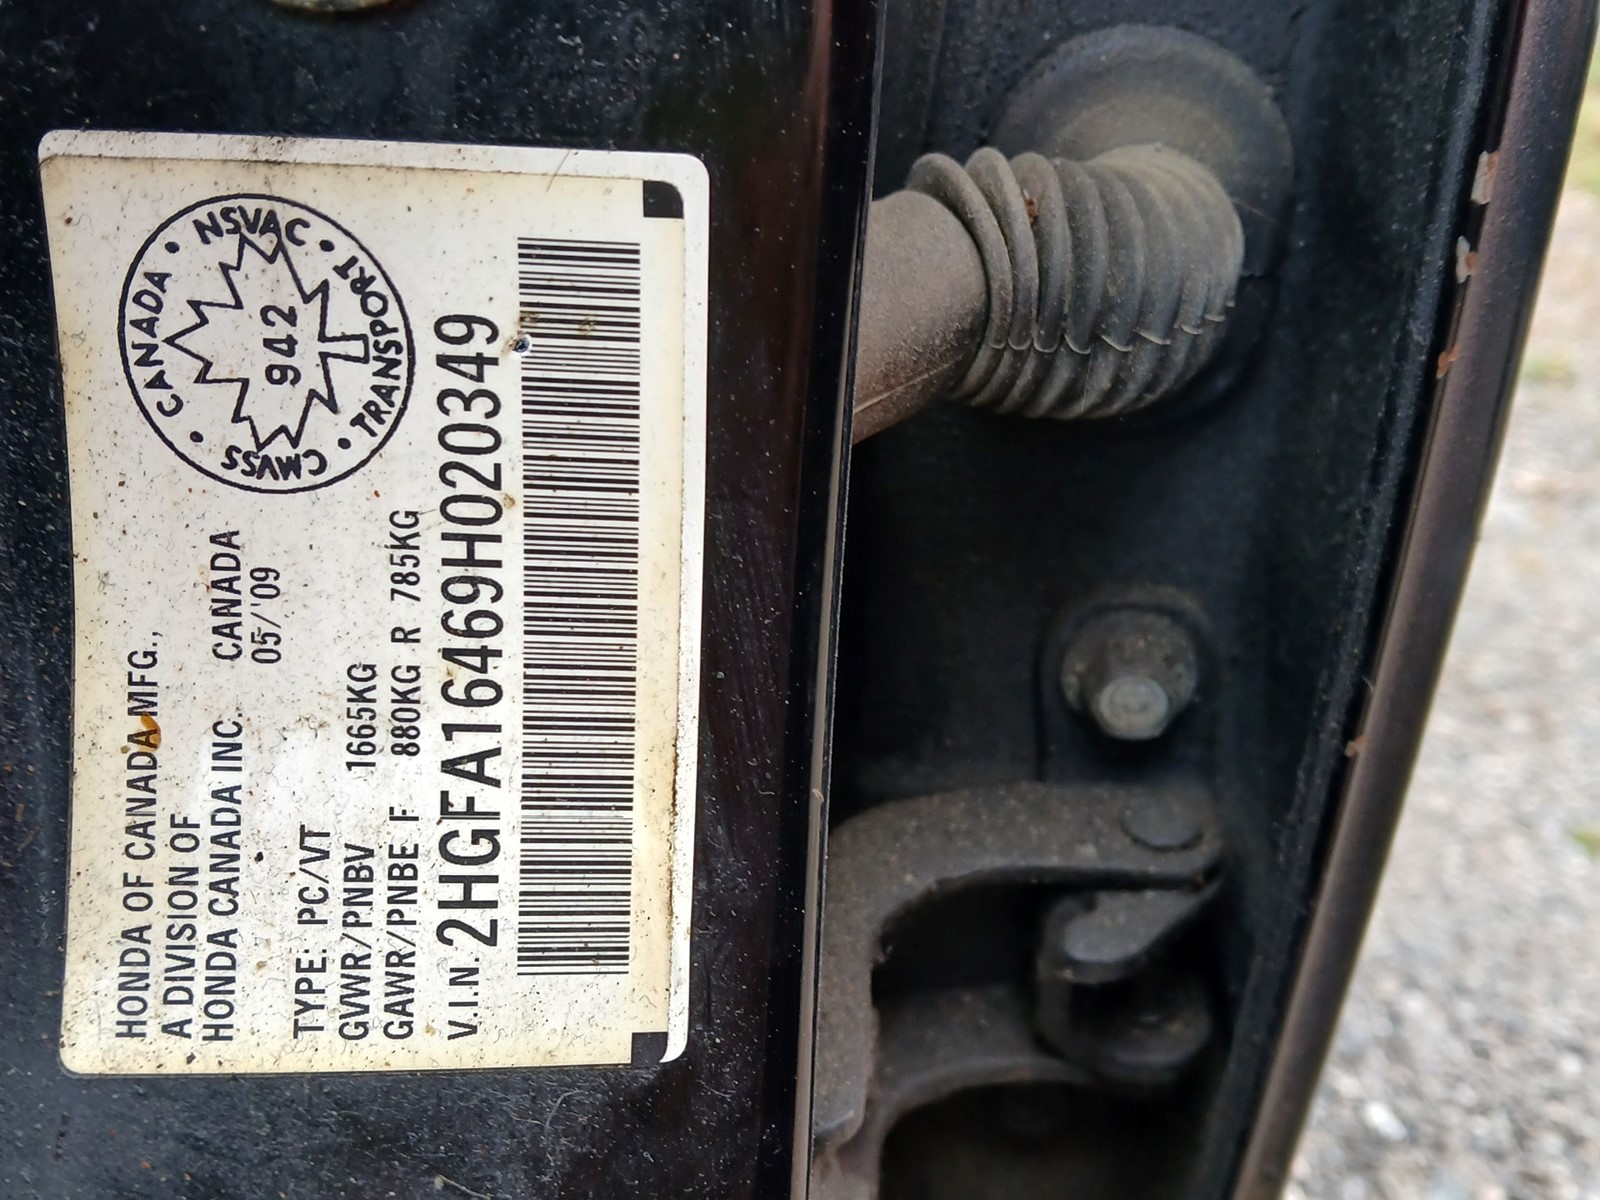 HONDA OF CANADA MFG.,
A DIVISION OF
HONDA CANADA INC. CANADA
05/'09
TYPE: PC/VT
GVWR/PNBV 1665KG
GAWR/PNBE F 880KG R 785KG
V.I.N. 2HGFA16469H020349
CANADA • NSVAC • TRANSPORT • CMVSS •
942